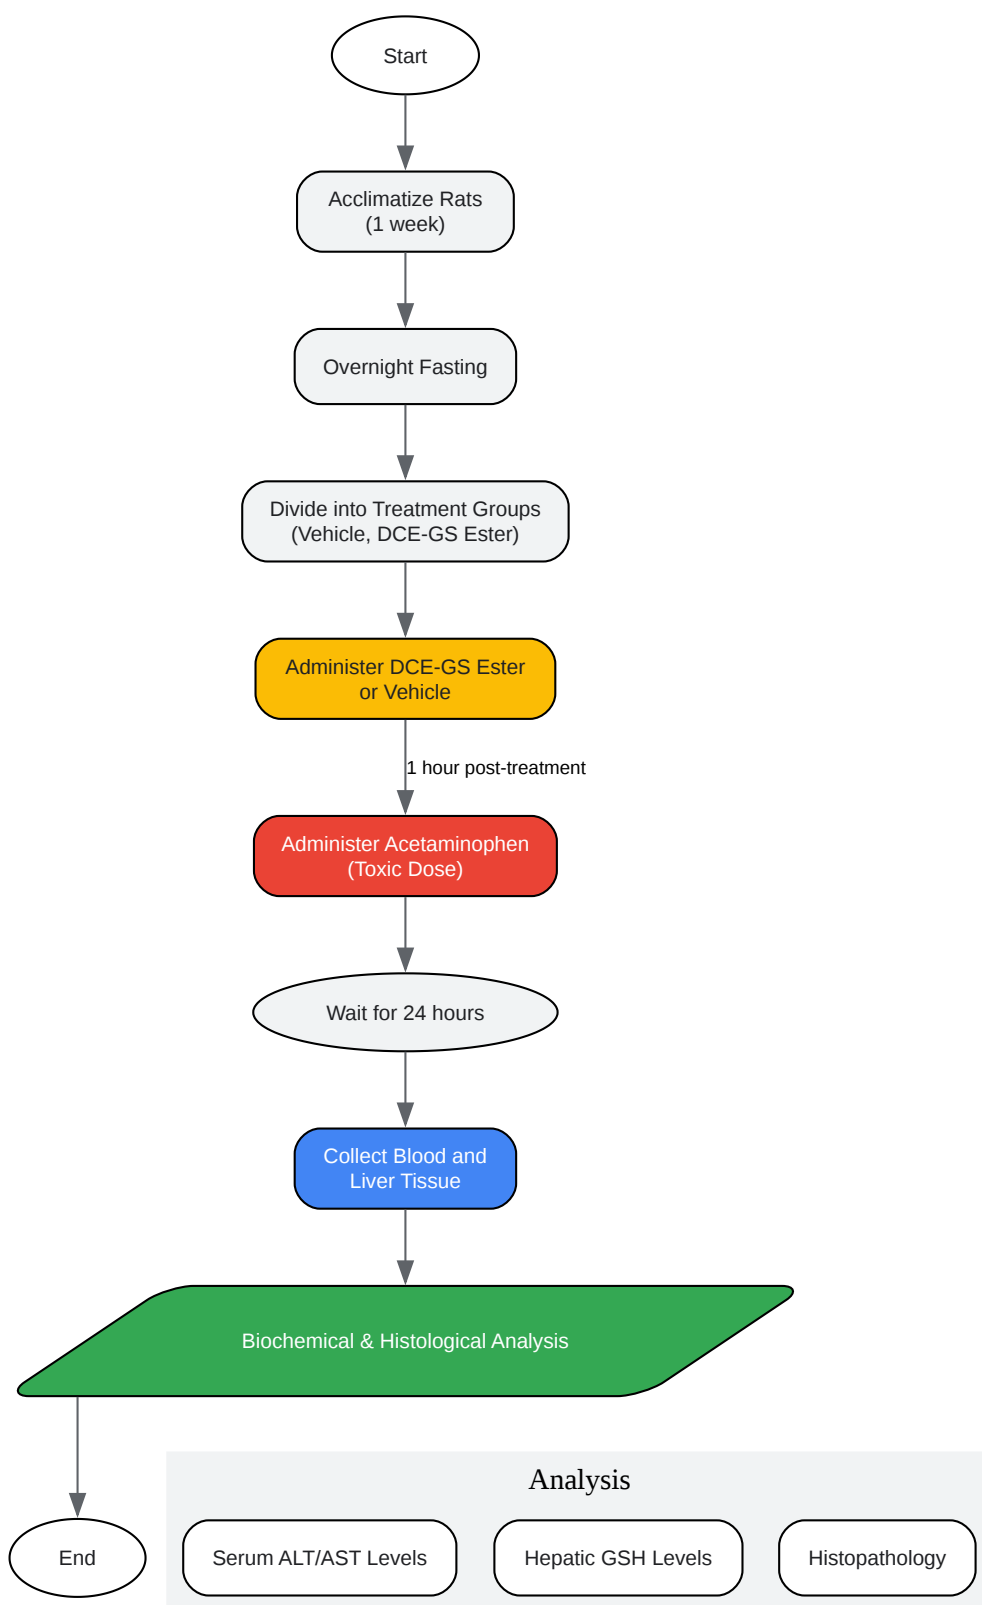 Start
Acclimatize Rats
(1 week)
Overnight Fasting
Divide into Treatment Groups
(Vehicle, DCE-GS Ester)
Administer DCE-GS Ester
or Vehicle
1 hour post-treatment
Administer Acetaminophen
(Toxic Dose)
Wait for 24 hours
Collect Blood and
Liver Tissue
Biochemical & Histological Analysis
End
Analysis
Serum ALT/AST Levels
Hepatic GSH Levels
Histopathology